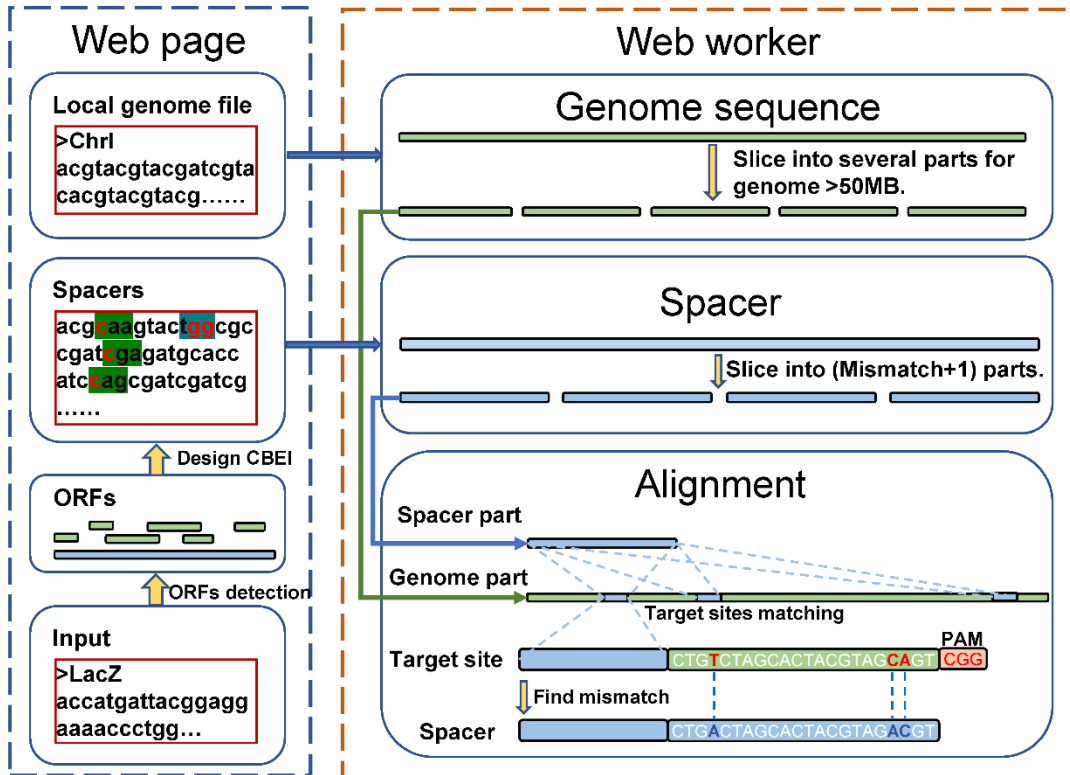 Web page
Local genome file
>ChrI
acgtacgtacgatcgta
cacgtacgtacg......
Spacers
acgcaagtactggcgc
cgatcgagatgcacc
atccagcgatcgatcg
......
Design CBEI
ORFs
ORFs detection
Input
>LacZ
accatgattacggagg
aaaaccctgg...
Web worker
Genome sequence
Slice into several parts for
genome >50MB.
Spacer
Slice into (Mismatch+1) parts.
Alignment
Spacer part
Genome part
Target sites matching
PAM
Target site
CTGTCTAGCACTACGTAGCAGT
CGG
Find mismatch
Spacer
CTGACTAGCACTACGTAGACGT